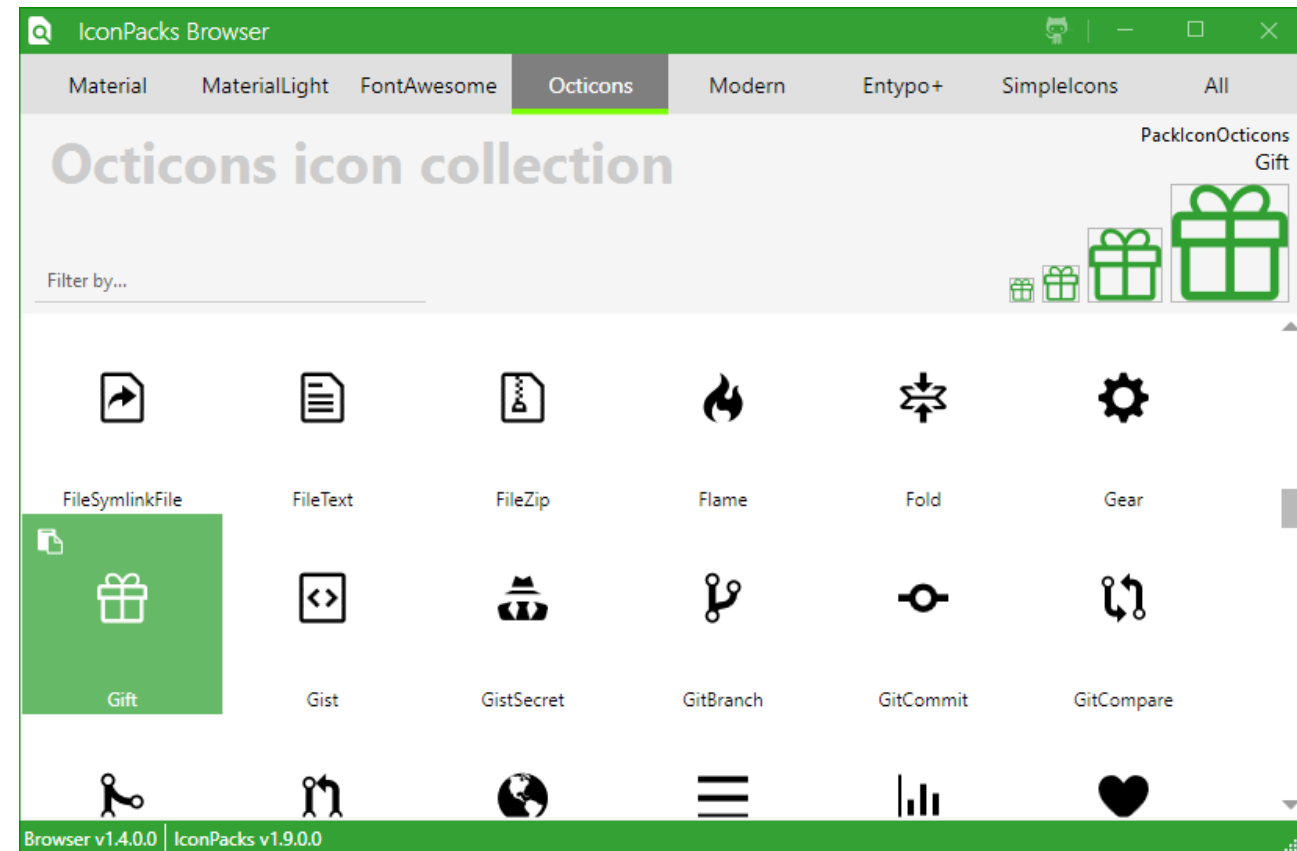 IconPacks Browser
Material MaterialLight FontAwesome Octicons Modern Entypo+ SimpleIcons All
Octicons icon collection
PackIconOcticons
Gift
Filter by...
FileSymlinkFile FileText FileZip Flame Fold Gear
Gift Gist GistSecret GitBranch GitCommit GitCompare
Browser v1.4.0.0 IconPacks v1.9.0.0